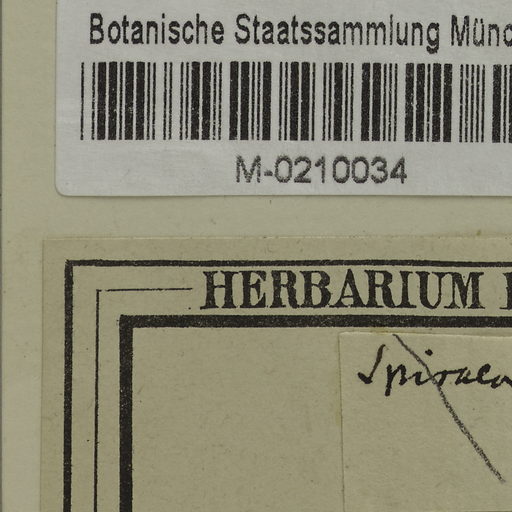 Botanische Staatssammlung Münc
M-0210034
HERBARIUM